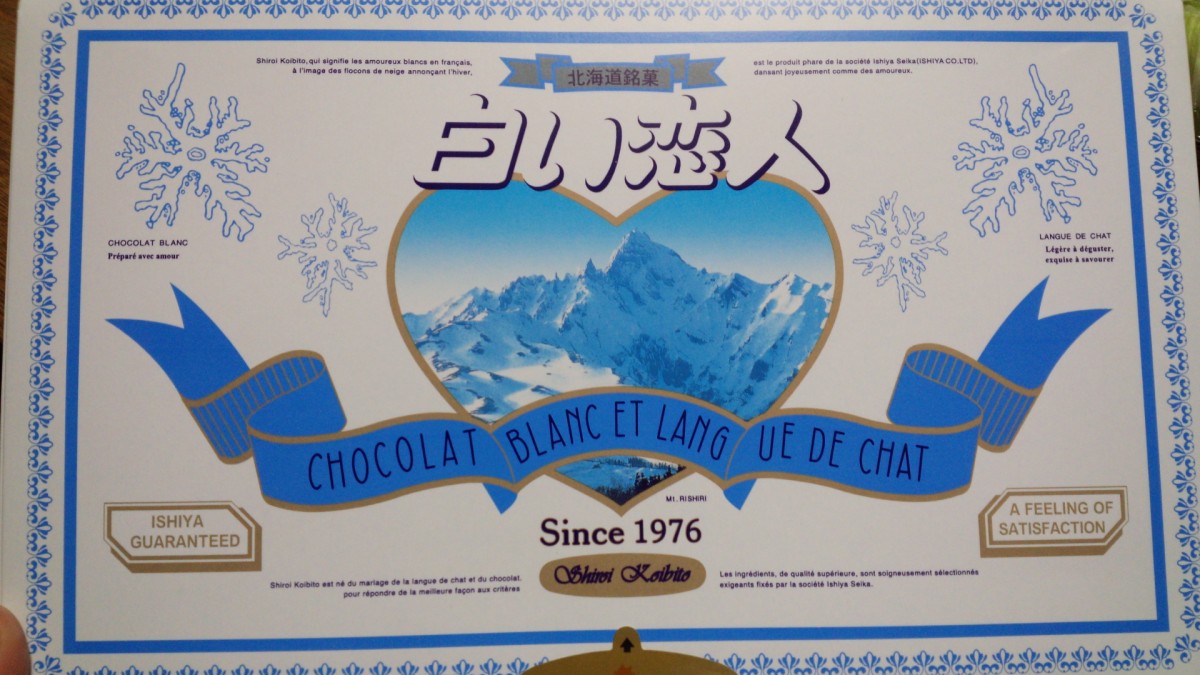 Shiroi Koibito, qui signifie les amoureux blancs en français,
à l'image des flocons de neige annonçant l'hiver,
北海道銘菓
est le produit phare de la société Ishiya Seika(ISHIYA CO.LTD),
dansant joyeusement comme des amoureux.
白い恋人
CHOCOLAT BLANC
Préparé avec amour
LANGUE DE CHAT
Légère à déguster,
exquise à savourer
CHOCOLAT BLANC ET LANGUE DE CHAT
Mt. RISHIRI
ISHIYA
GUARANTEED
A FEELING OF
SATISFACTION
Since 1976
Shiroi Koibito
Shiroi Koibito est né du mariage de la langue de chat et du chocolat.
pour répondre de la meilleure façon aux critères
Les ingrédients, de qualité supérieure, sont soigneusement sélectionnés
exigeants fixés par la société Ishiya Seika.